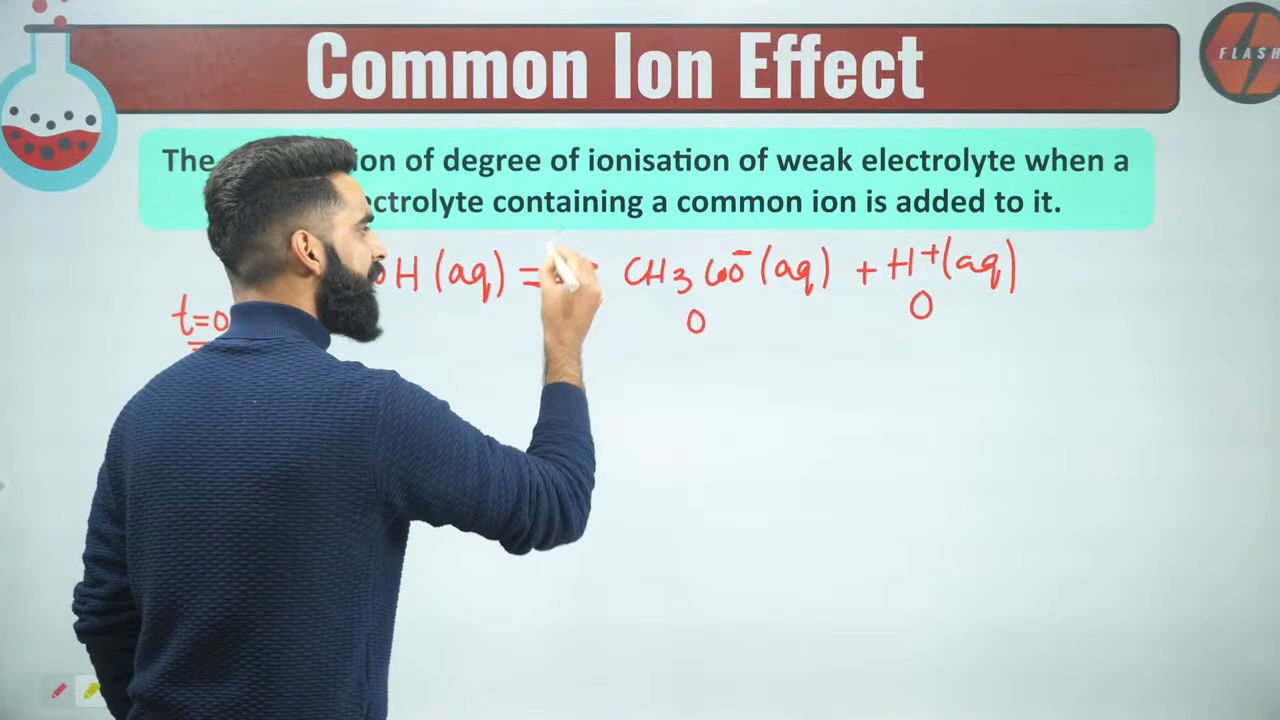 Common Ion Effect
FLASH
The ion of degree of ionisation of weak electrolyte when a
ectrolyte containing a common ion is added to it.
H (aq) = CH3COO⁻(aq) + H+(aq)
t=0
0
0